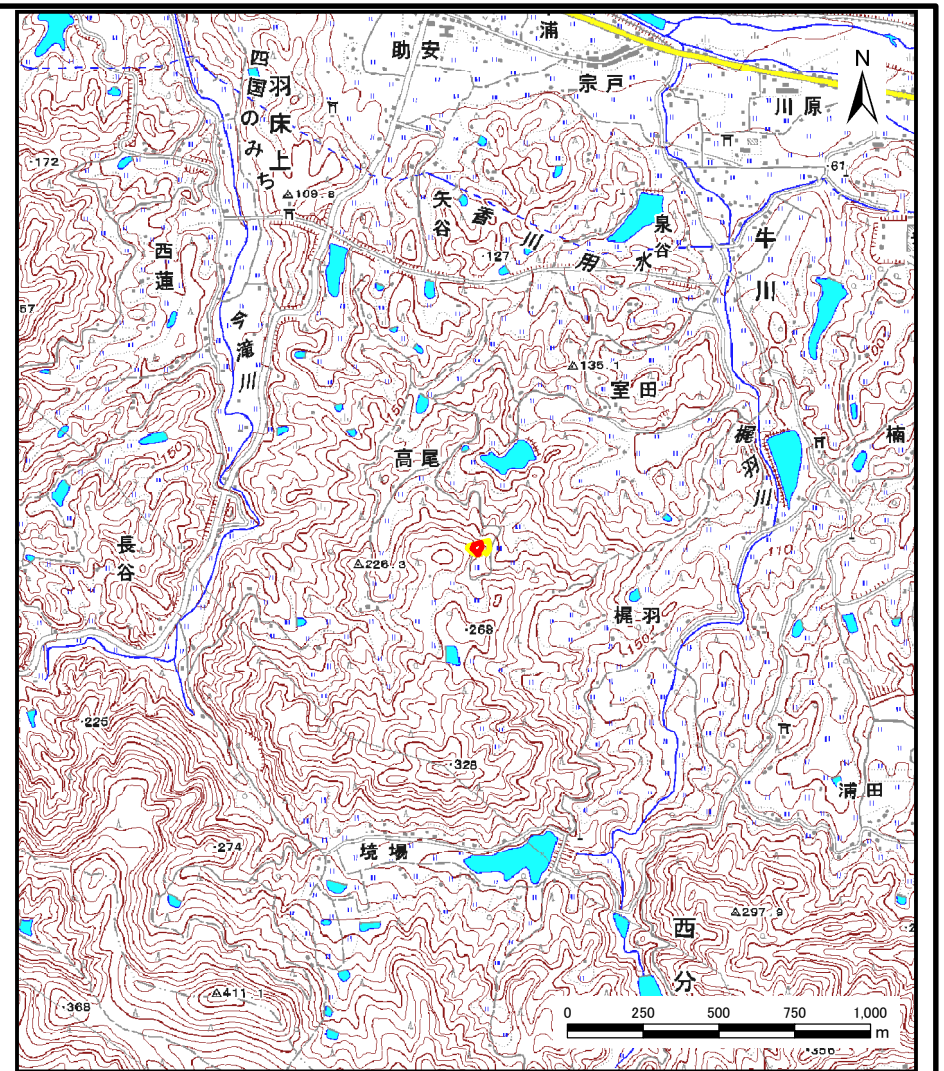 浦
助安
宗戸
N
川原
四国のみち
羽床上
・172
・61
△109.8
矢谷
香川用水
泉谷
牛川
西蓮
・127
今滝川
△135.
室田
150
高尾
梶羽川
楠
150
長谷
△226.3
110
梶羽
・268
150
・225
・328
浦田
境場
・274
△297.9
西分
△411.1
・368
0 250 500 750 1,000
m
・356